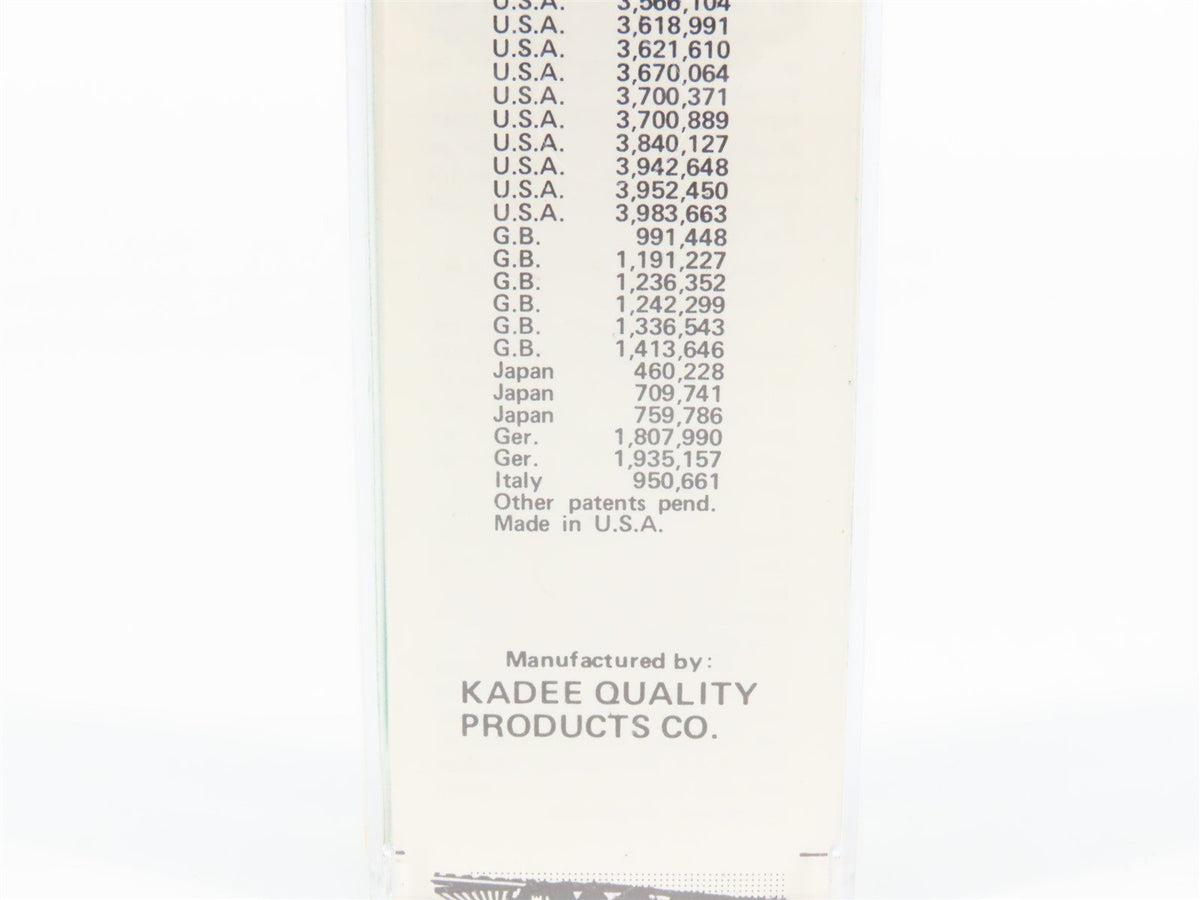 U.S.A. 3,566,104
U.S.A. 3,618,991
U.S.A. 3,621,610
U.S.A. 3,670,064
U.S.A. 3,700,371
U.S.A. 3,700,889
U.S.A. 3,840,127
U.S.A. 3,942,648
U.S.A. 3,952,450
U.S.A. 3,983,663
G.B. 991,448
G.B. 1,191,227
G.B. 1,236,352
G.B. 1,242,299
G.B. 1,336,543
G.B. 1,413,646
Japan 460,228
Japan 709,741
Japan 759,786
Ger. 1,807,990
Ger. 1,935,157
Italy 950,661
Other patents pend.
Made in U.S.A.
Manufactured by:
KADEE QUALITY
PRODUCTS CO.